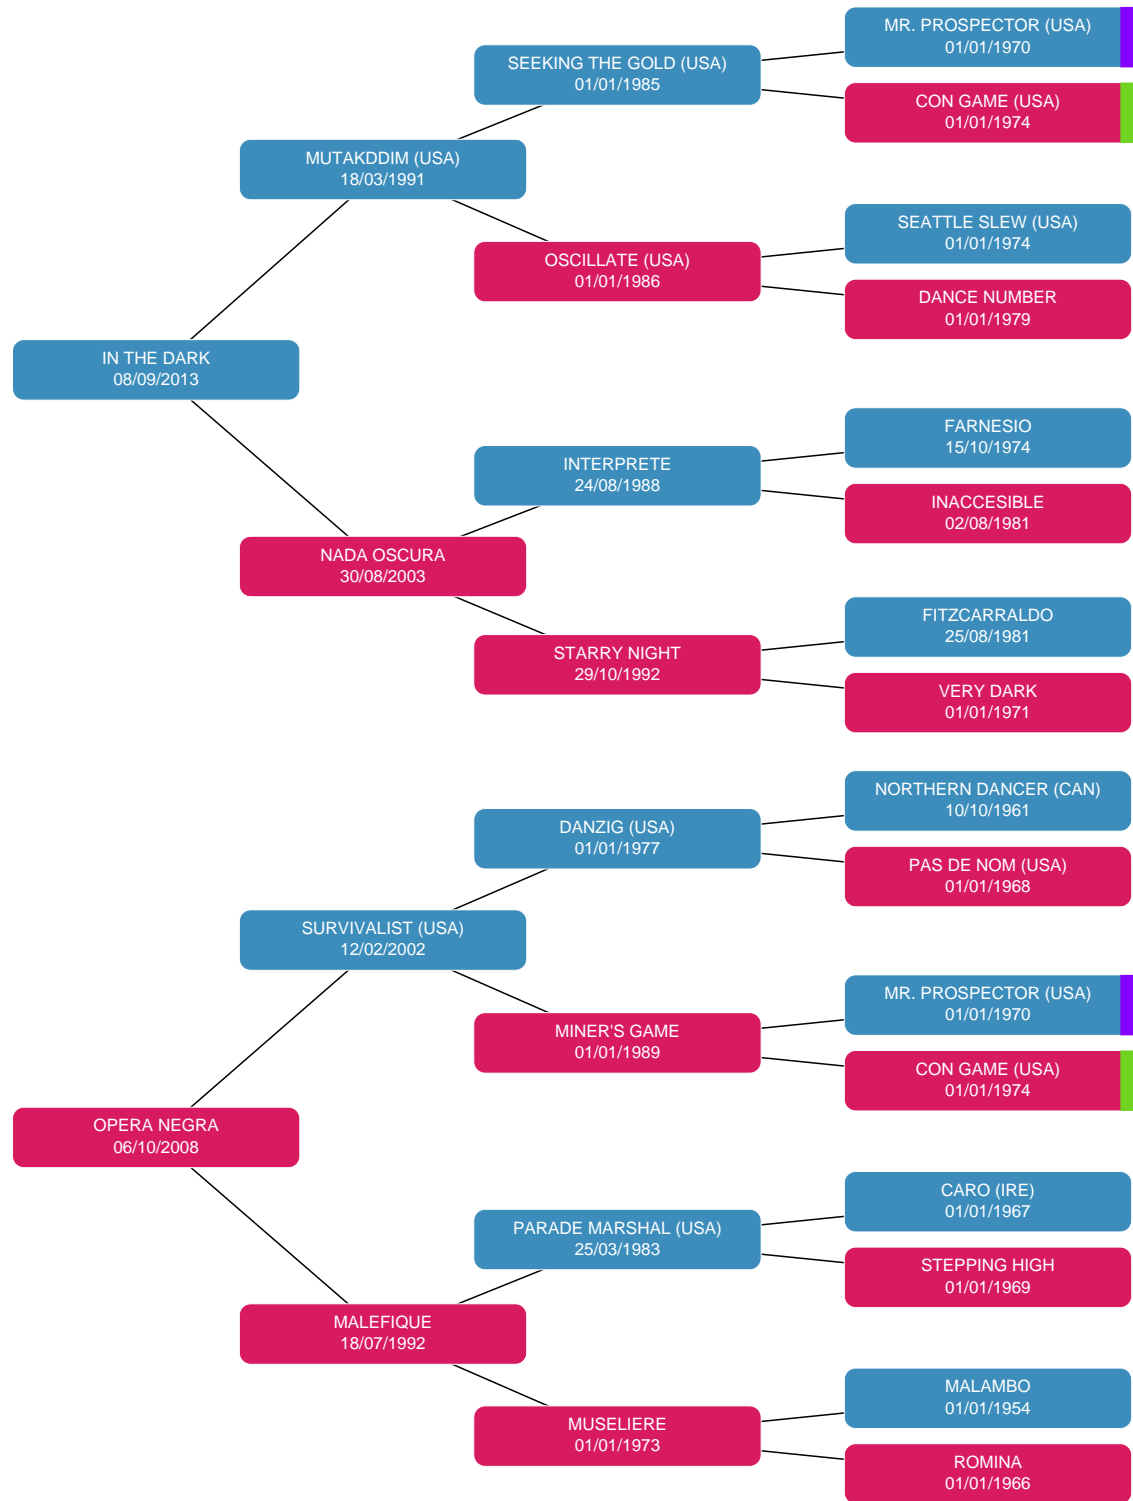 MR. PROSPECTOR (USA)
01/01/1970
SEEKING THE GOLD (USA)
01/01/1985
CON GAME (USA)
01/01/1974
MUTAKDDIM (USA)
18/03/1991
SEATTLE SLEW (USA)
01/01/1974
OSCILLATE (USA)
01/01/1986
DANCE NUMBER
01/01/1979
IN THE DARK
08/09/2013
FARNESIO
15/10/1974
INTERPRETE
24/08/1988
INACCESIBLE
02/08/1981
NADA OSCURA
30/08/2003
FITZCARRALDO
25/08/1981
STARRY NIGHT
29/10/1992
VERY DARK
01/01/1971
NORTHERN DANCER (CAN)
10/10/1961
DANZIG (USA)
01/01/1977
PAS DE NOM (USA)
01/01/1968
SURVIVALIST (USA)
12/02/2002
MR. PROSPECTOR (USA)
01/01/1970
MINER'S GAME
01/01/1989
CON GAME (USA)
01/01/1974
OPERA NEGRA
06/10/2008
CARO (IRE)
01/01/1967
PARADE MARSHAL (USA)
25/03/1983
STEPPING HIGH
01/01/1969
MALEFIQUE
18/07/1992
MALAMBO
01/01/1954
MUSELIERE
01/01/1973
ROMINA
01/01/1966